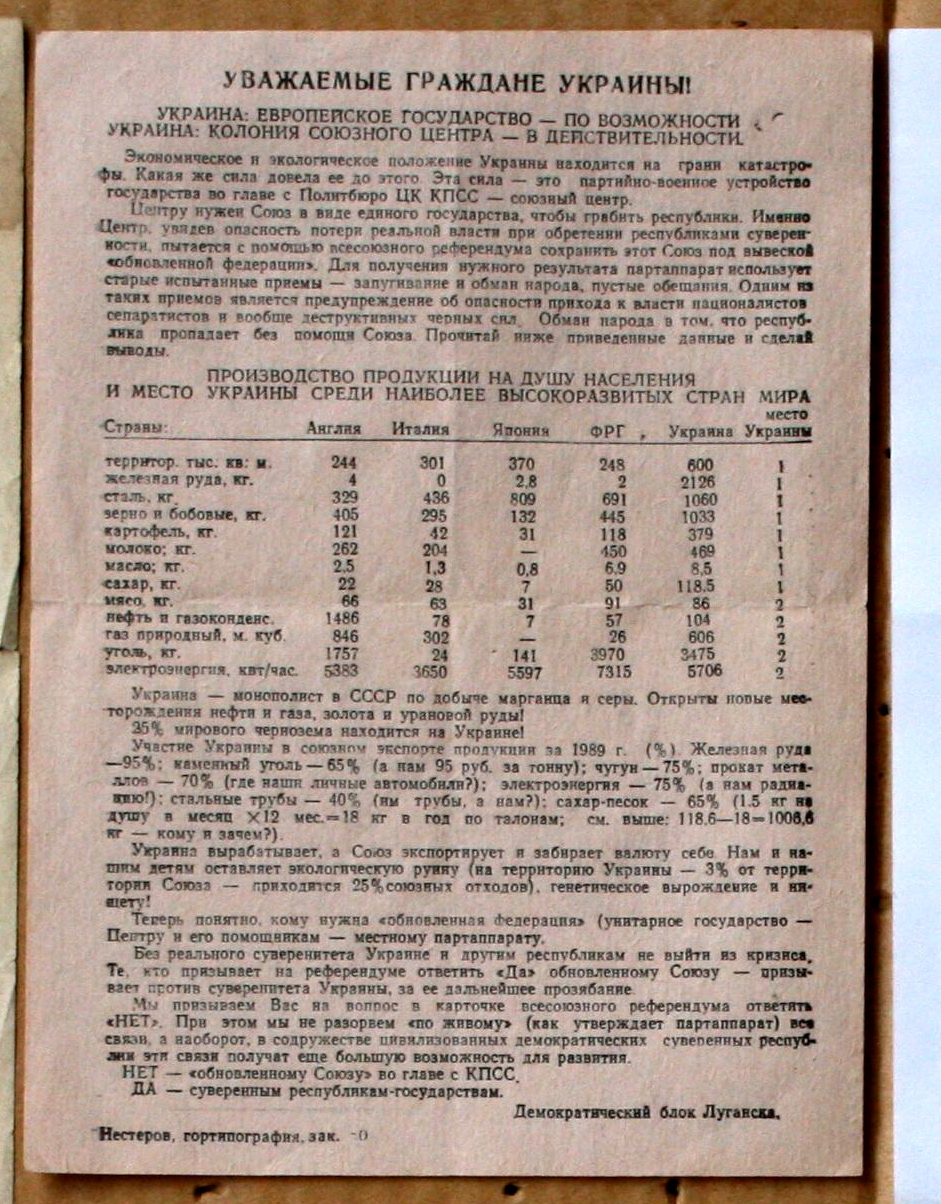 УВАЖАЕМЫЕ ГРАЖДАНЕ УКРАИНЫ!
УКРАИНА: ЕВРОПЕЙСКОЕ ГОСУДАРСТВО — ПО ВОЗМОЖНОСТИ
УКРАИНА: КОЛОНИЯ СОЮЗНОГО ЦЕНТРА — В ДЕЙСТВИТЕЛЬНОСТИ.
Экономическое и экологическое положение Украины находится на грани катастро-
фы. Какая же сила довела ее до этого. Эта сила — это партийно-военное устройство
государства во главе с Политбюро ЦК КПСС — союзный центр.
Центру нужен Союз в виде единого государства, чтобы грабить республики. Именно
Центр, увидев опасность потери реальной власти при обретении республиками суверен-
ности, пытается с помощью всесоюзного референдума сохранить этот Союз под вывеской
«обновленной федерации». Для получения нужного результата партаппарат использует
старые испытанные приемы — запугивание и обман народа, пустые обещания. Одним из
таких приемов является предупреждение об опасности прихода к власти националистов
сепаратистов и вообще деструктивных черных сил. Обман народа в том, что респуб-
лика пропадает без помощи Союза. Прочитай ниже приведенные данные и сделай
выводы.
ПРОИЗВОДСТВО ПРОДУКЦИИ НА ДУШУ НАСЕЛЕНИЯ
И МЕСТО УКРАИНЫ СРЕДИ НАИБОЛЕЕ ВЫСОКОРАЗВИТЫХ СТРАН МИРА
место
Страны: Англия Италия Япония ФРГ Украина Украины
территор. тыс. кв: м. 244 301 370 248 600 1
железная руда, кг. 4 0 2,8 2 2126 1
сталь, кг 329 436 809 691 1060 1
зерно и бобовые, кг. 405 295 132 445 1033 1
картофель, кг. 121 42 31 118 379 1
молоко; кг. 262 204 — 450 469 1
масло; кг. 2,5 1,3 0,8 6,9 8,5 1
сахар, кг. 22 28 7 50 118.5 1
мясо, кг. 66 63 31 91 86 2
нефть и газоконденс. 1486 78 7 57 104 2
газ природный, м. куб. 846 302 — 26 606 2
уголь, кг. 1757 24 141 3970 3475 2
электроэнергия, квт/час. 5383 3650 5597 7315 5706 2
Украина — монополист в СССР по добыче марганца и серы. Открыты новые мес-
торождения нефти и газа, золота и урановой руды!
35% мирового чернозема находится на Украине!
Участие Украины в союзном экспорте продукции за 1989 г. (%). Железная руда
—95%; каменный уголь — 65% (а нам 95 руб. за тонну); чугун — 75%; прокат мета-
ллов — 70% (где наши личные автомобили?); электроэнергия — 75% (а нам радиа-
цию!); стальные трубы — 40% (им трубы, а нам?); сахар-песок — 65% (1.5 кг на
душу в месяц ×12 мес.=18 кг в год по талонам; см. выше: 118.6—18=1006,6
кг — кому и зачем?).
Украина вырабатывает, а Союз экспортирует и забирает валюту себе. Нам и на-
шим детям оставляет экологическую руину (на территорию Украины — 3% от терри-
тории Союза — приходится 25% союзных отходов), генетическое вырождение и ни-
щету!
Теперь понятно, кому нужна «обновленная Федерация» (унитарное государство —
Центру и его помощникам — местному партаппарату.
Без реального суверенитета Украине и другим республикам не выйти из кризиса.
Те, кто призывает на референдуме ответить «Да» обновленному Союзу — призы-
вает против суверенитета Украины, за ее дальнейшее прозябание.
Мы призываем Вас на вопрос в карточке всесоюзного референдума ответить
«НЕТ». При этом мы не разорвем «по живому» (как утверждает партаппарат) все
связи, а наоборот, в содружестве цивилизованных демократических суверенных респуб-
лик эти связи получат еще большую возможность для развития.
НЕТ — «обновленному Союзу» во главе с КПСС.
ДА — суверенным республикам-государствам.
Демократический блок Луганска.
Нестеров, гортипография, зак.